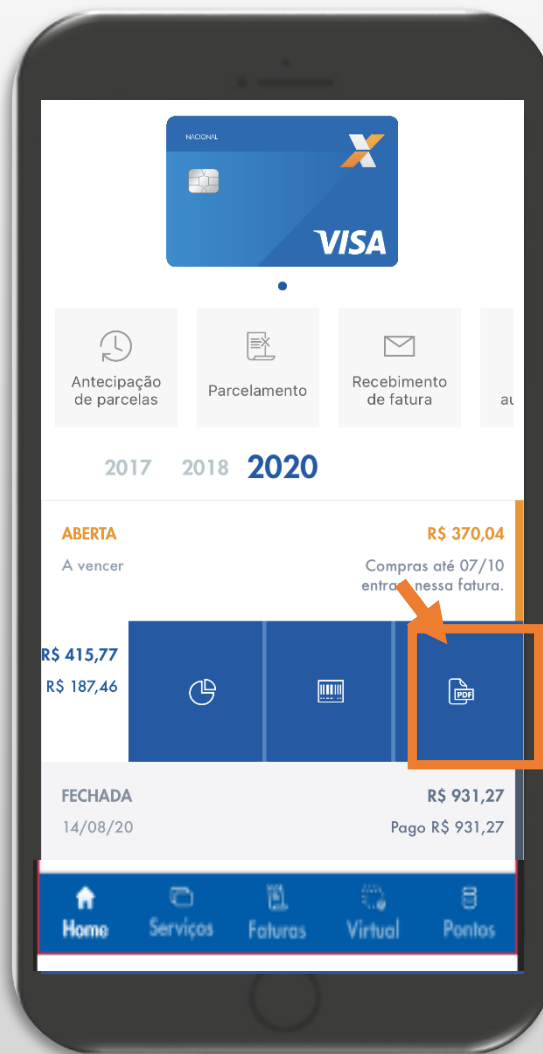 NACIONAL
VISA
Antecipação
de parcelas
Parcelamento
Recebimento
de fatura
au
2017 2018 2020
ABERTA R$ 370,04
A vencer Compras até 07/10
entram nessa fatura.
R$ 415,77
R$ 187,46
PDF
FECHADA R$ 931,27
14/08/20 Pago R$ 931,27
Home Serviços Faturas Virtual Pontos